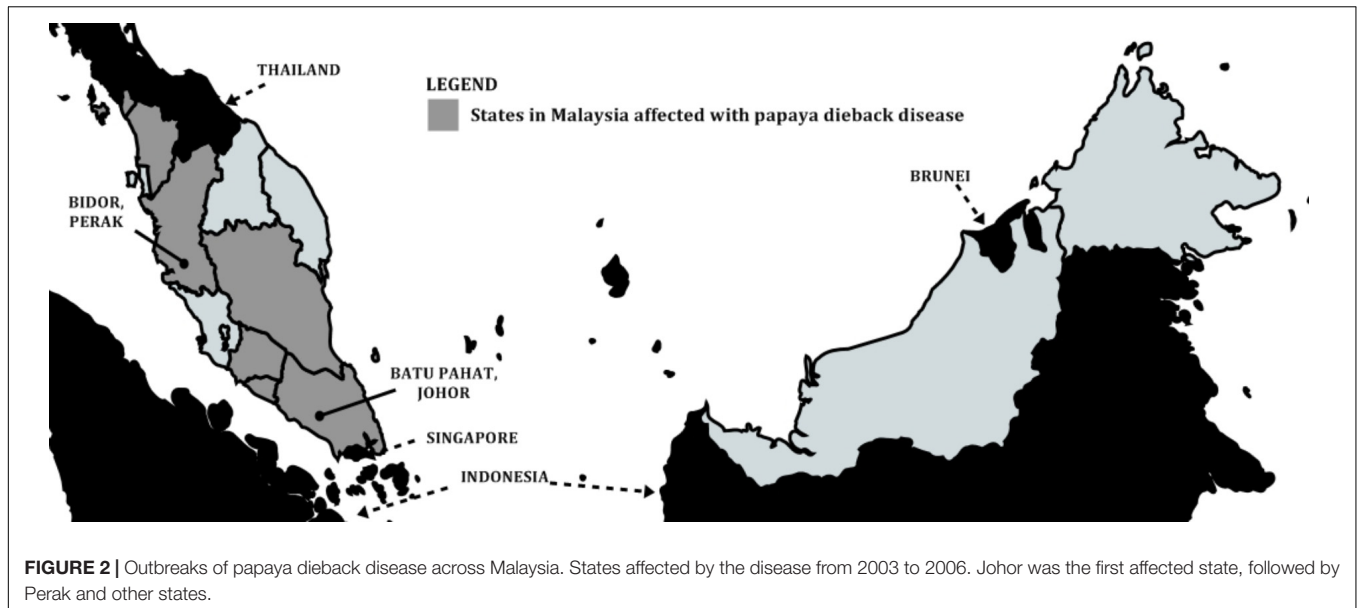 THAILAND
LEGEND
States in Malaysia affected with papaya dieback disease
BRUNEI
BIDOR,
PERAK
BATU PAHAT,
JOHOR
SINGAPORE
INDONESIA
FIGURE 2 | Outbreaks of papaya dieback disease across Malaysia. States affected by the disease from 2003 to 2006. Johor was the first affected state, followed by
Perak and other states.